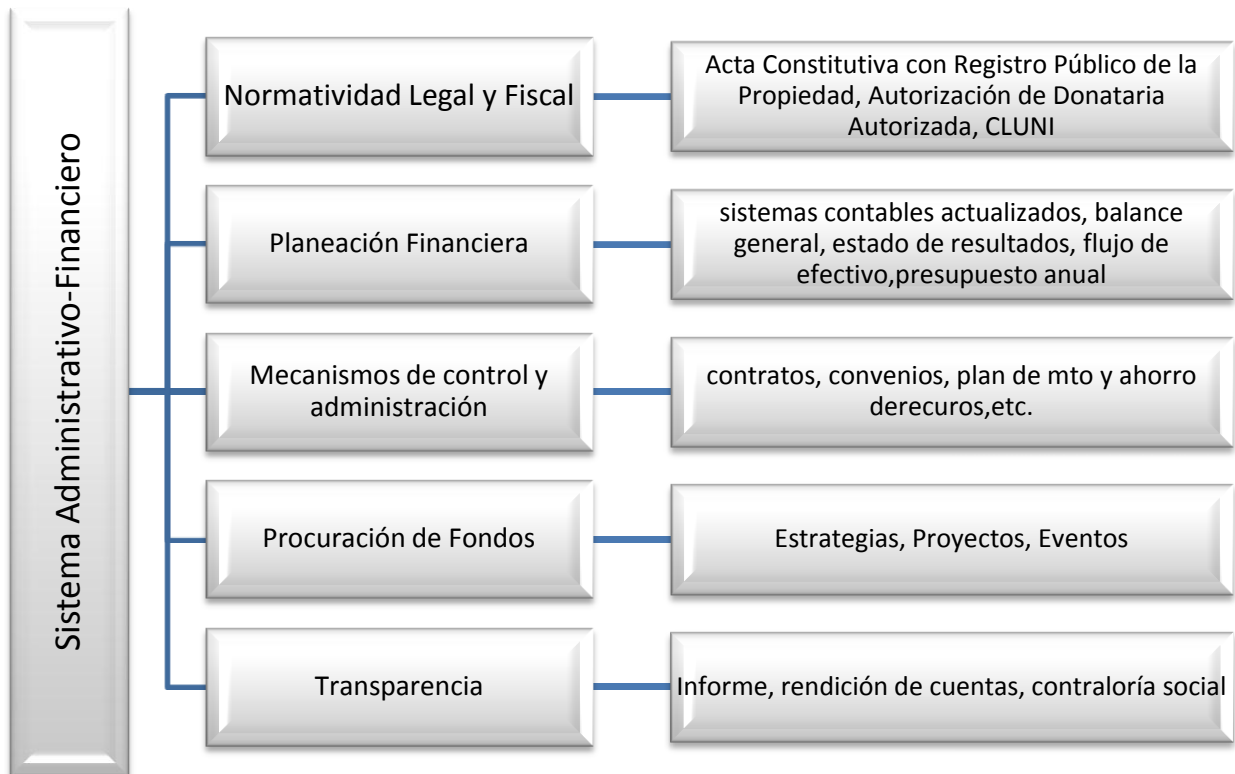 Sistema Administrativo-Financiero
Normatividad Legal y Fiscal
Acta Constitutiva con Registro Público de la
Propiedad, Autorización de Donataria
Autorizada, CLUNI
Planeación Financiera
sistemas contables actualizados, balance
general, estado de resultados, flujo de
efectivo,presupuesto anual
Mecanismos de control y
administración
contratos, convenios, plan de mto y ahorro
derecuros,etc.
Procuración de Fondos
Estrategias, Proyectos, Eventos
Transparencia
Informe, rendición de cuentas, contraloría social